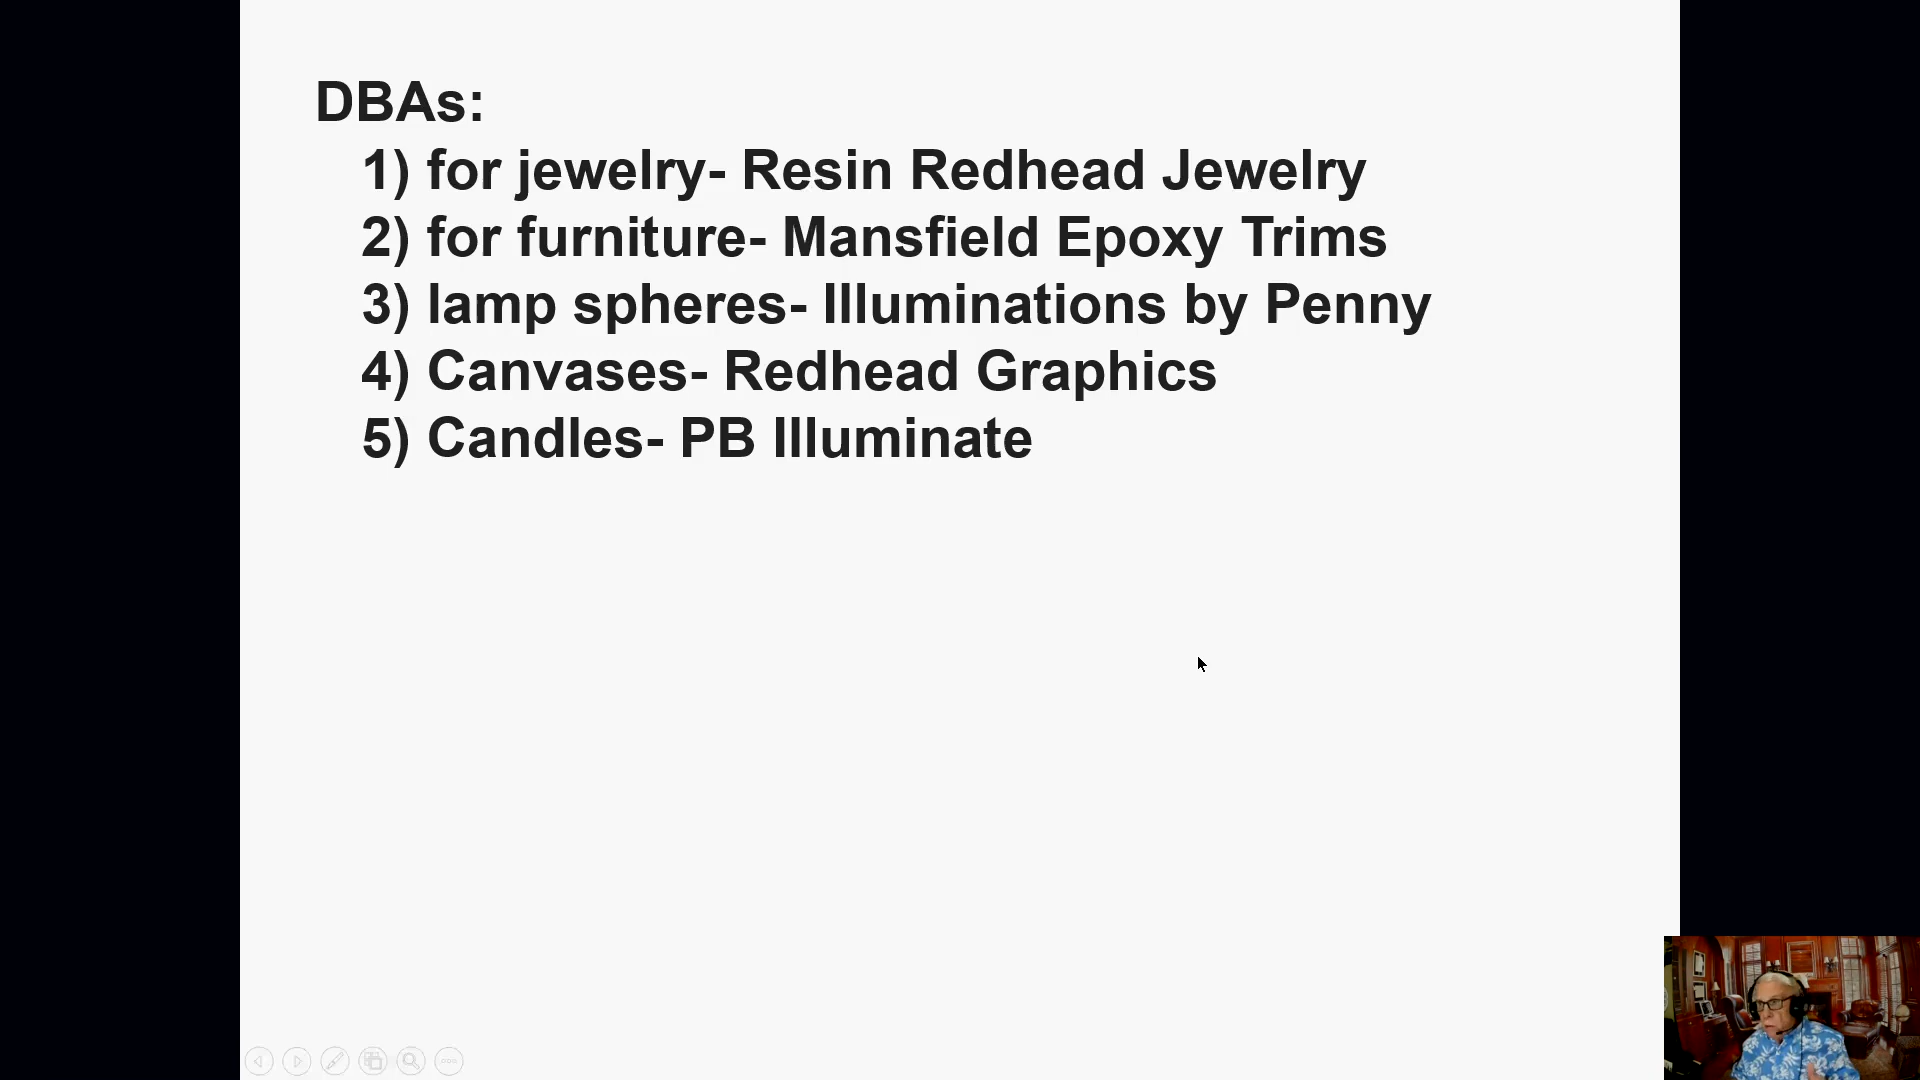 DBAs:
1) for jewelry- Resin Redhead Jewelry
2) for furniture- Mansfield Epoxy Trims
3) lamp spheres- Illuminations by Penny
4) Canvases- Redhead Graphics
5) Candles- PB Illuminate